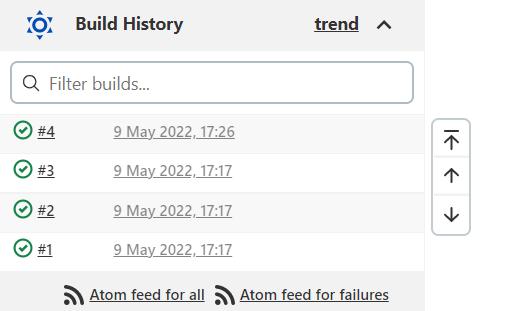 Build History trend
Filter builds...
#4 9 May 2022, 17:26
#3 9 May 2022, 17:17
#2 9 May 2022, 17:17
#1 9 May 2022, 17:17
Atom feed for all Atom feed for failures